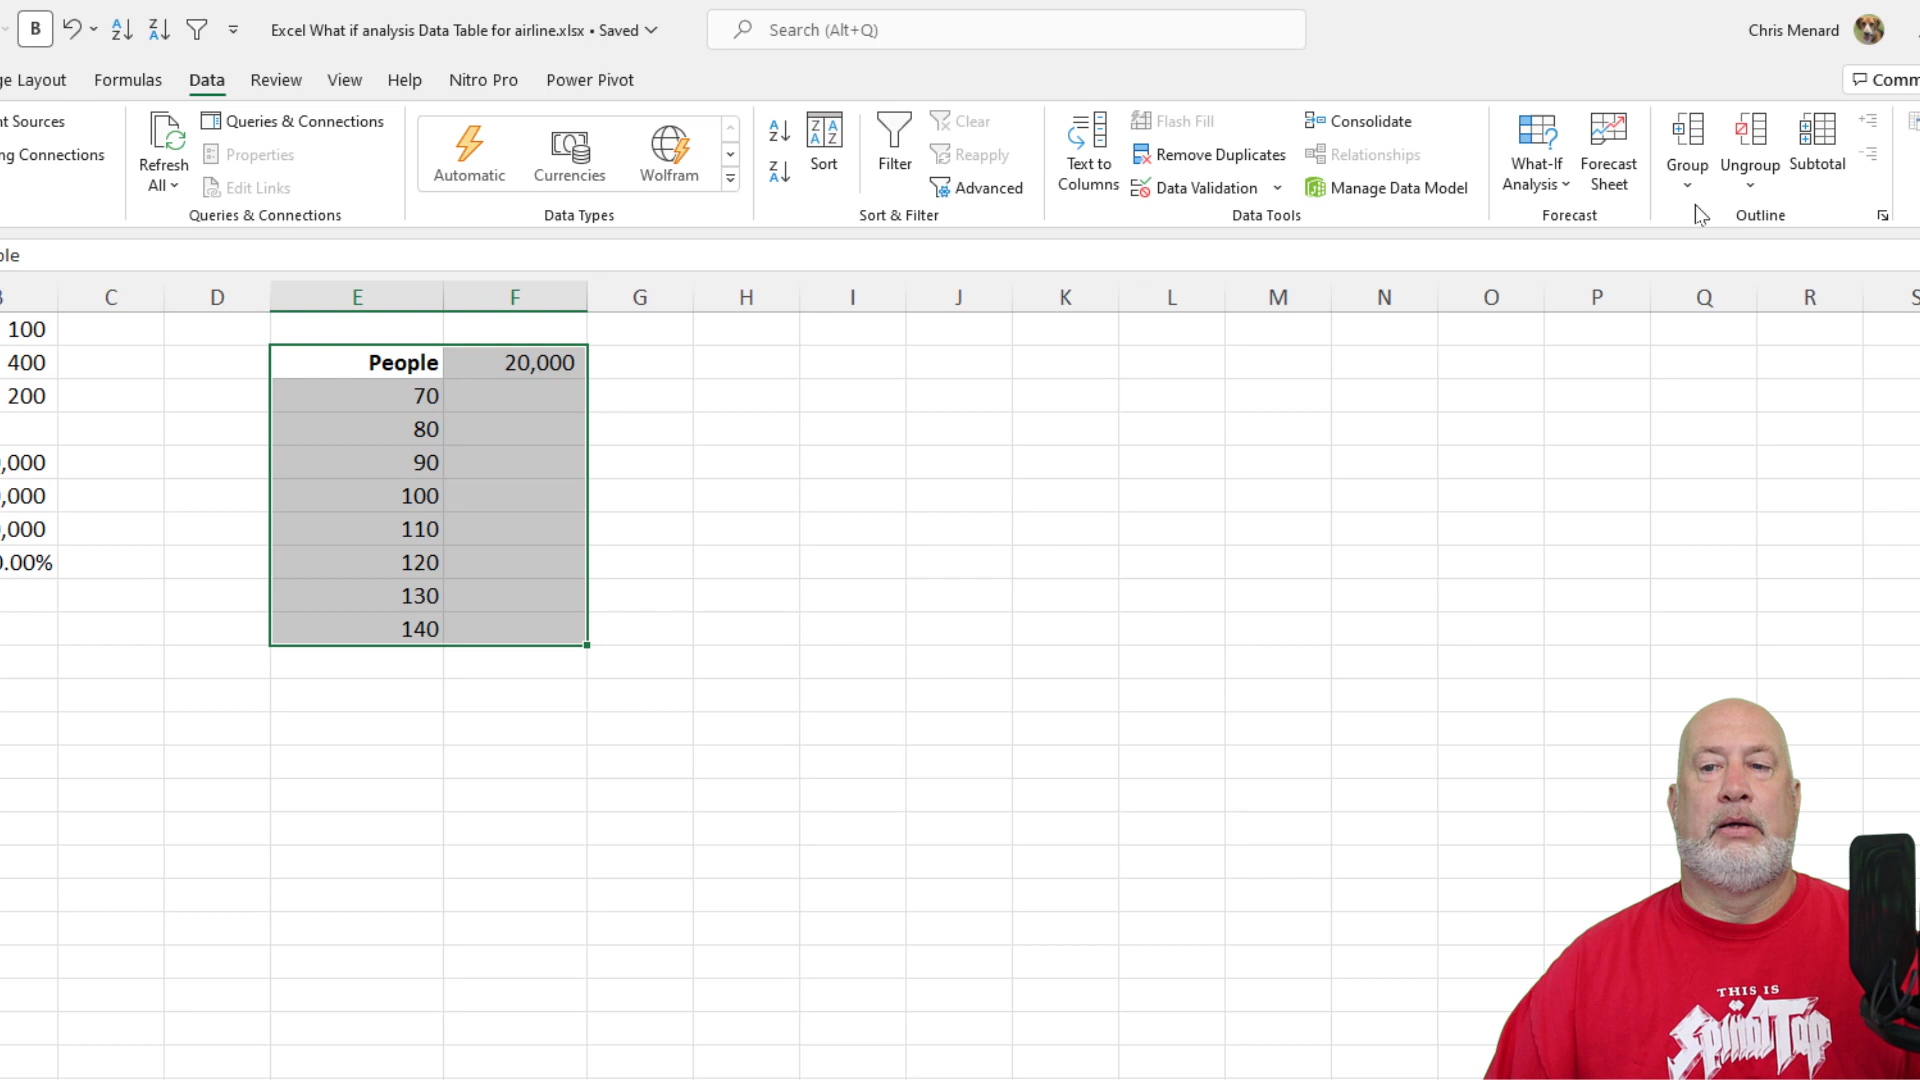 B
Excel What if analysis Data Table for airline.xlsx • Saved
Search (Alt+Q)
Chris Menard
ge Layout Formulas Data Review View Help Nitro Pro Power Pivot
Comm
nt Sources
ng Connections
Refresh
All
Queries & Connections
Properties
Edit Links
Queries & Connections
Automatic
Currencies
Wolfram
Data Types
Sort
Filter
Clear
Reapply
Advanced
Sort & Filter
Text to
Columns
Flash Fill
Remove Duplicates
Data Validation
Consolidate
Relationships
Manage Data Model
Data Tools
What-If
Analysis
Forecast
Sheet
Forecast
Group
Ungroup
Subtotal
Outline
ple
B C D E F G H I J K L M N O P Q R S
100
400 People 20,000
200 70
80
,000 90
,000 100
,000 110
0.00% 120
130
140
THIS IS
Spinal Tap